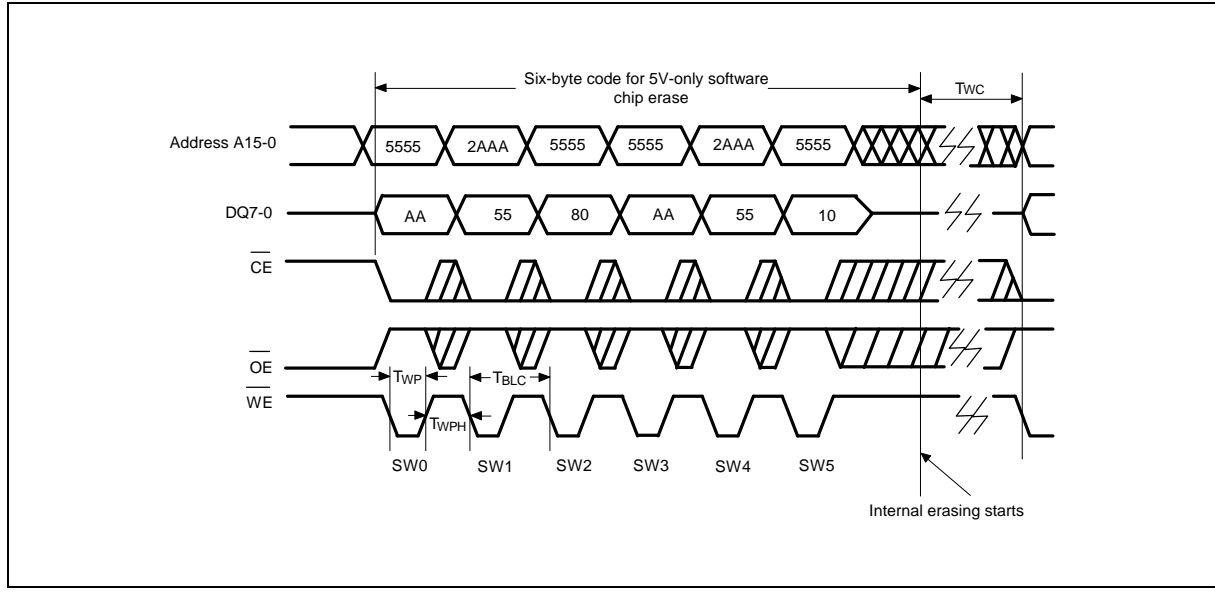 Six-byte code for 5V-only software
chip erase
TWC
Address A15-0
5555
2AAA
5555
5555
2AAA
5555
DQ7-0
AA
55
80
AA
55
10
CE
OE
TWP
TBLC
WE
TWPH
SW0
SW1
SW2
SW3
SW4
SW5
Internal erasing starts